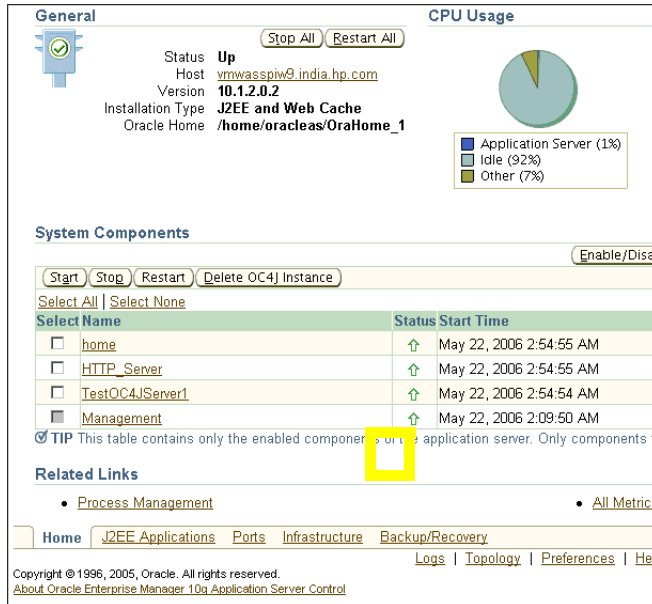 General
Stop All Restart All
Status Up
Host vmwasspiw9.india.hp.com
Version 10.1.2.0.2
Installation Type J2EE and Web Cache
Oracle Home /home/oracleas/OraHome_1
CPU Usage
Application Server (1%)
Idle (92%)
Other (7%)
System Components
Enable/Disa
Start Stop Restart Delete OC4J Instance
Select All | Select None
Select Name Status Start Time
home May 22, 2006 2:54:55 AM
HTTP_Server May 22, 2006 2:54:55 AM
TestOC4JServer1 May 22, 2006 2:54:54 AM
Management May 22, 2006 2:09:50 AM
TIP This table contains only the enabled components of the application server. Only components
Related Links
• Process Management • All Metric
Home J2EE Applications Ports Infrastructure Backup/Recovery
Logs | Topology | Preferences | He
Copyright © 1996, 2005, Oracle. All rights reserved.
About Oracle Enterprise Manager 10g Application Server Control